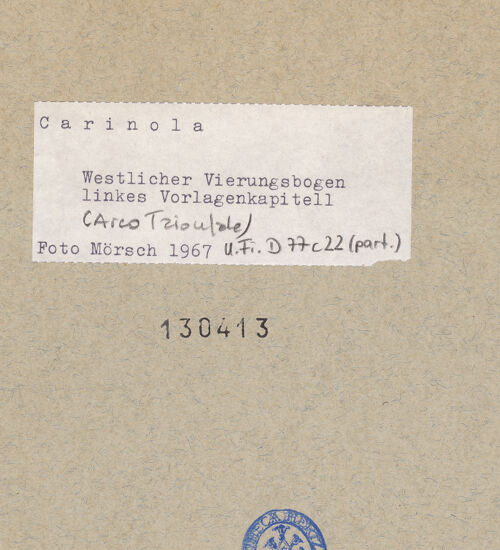 Carinola
Westlicher Vierungsbogen
linkes Vorlagenkapitell
(Arco Trionfale)
Foto Mörsch 1967 U.Fi. D 77c22 (part.)
130413